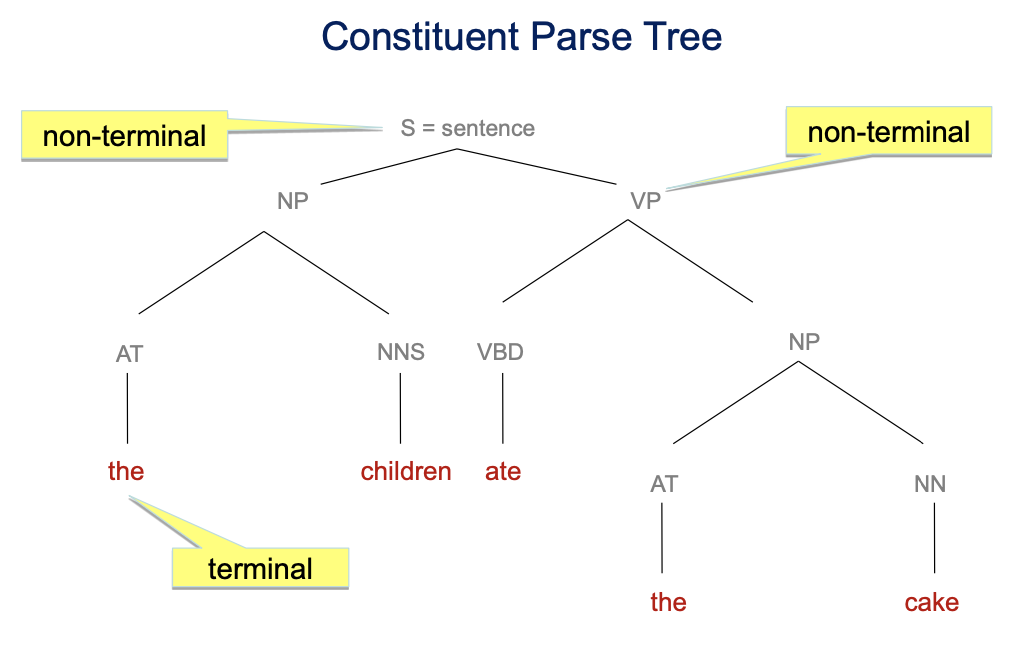 Constituent Parse Tree
non-terminal
S = sentence
non-terminal
NP
VP
AT
NNS
VBD
NP
the
children
ate
AT
NN
terminal
the
cake